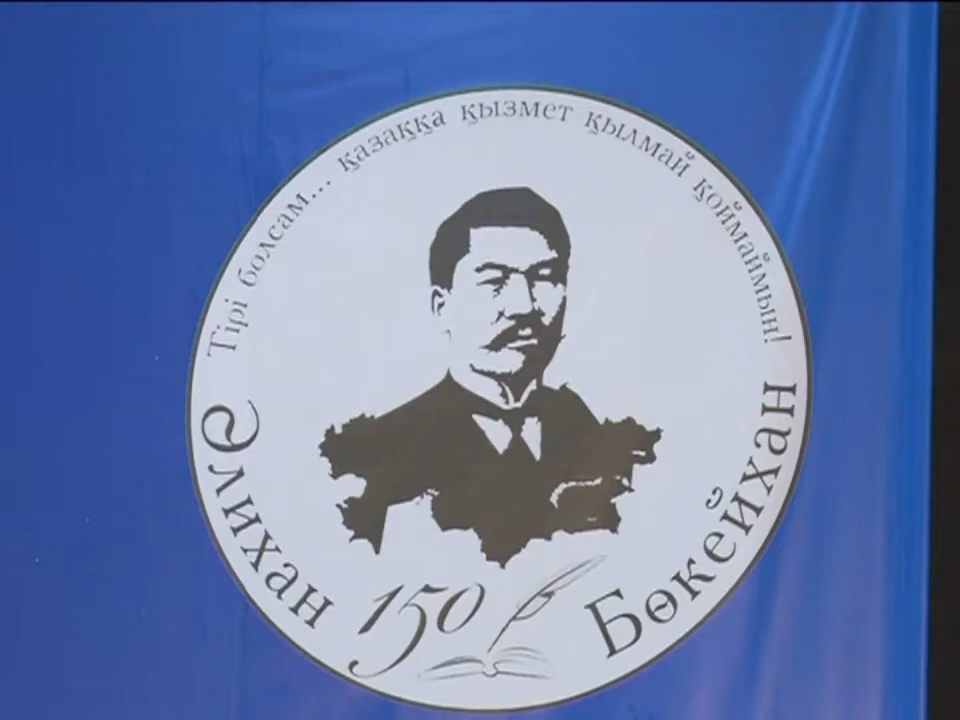 Тірі болсам... қазаққа қызмет қылмай қоймаймын!
Әлихан 150 Бөкейхан